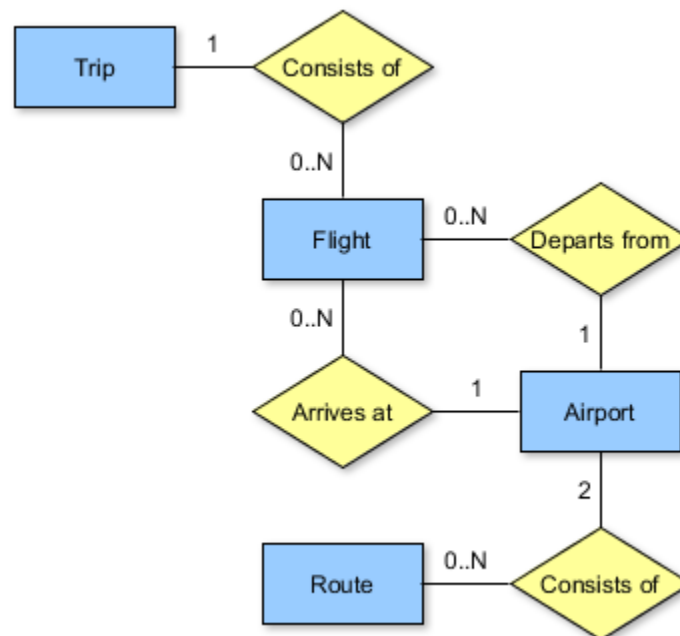 1
Trip
Consists of
0..N
0..N
Flight
Departs from
0..N
1
1
Arrives at
Airport
2
0..N
Route
Consists of